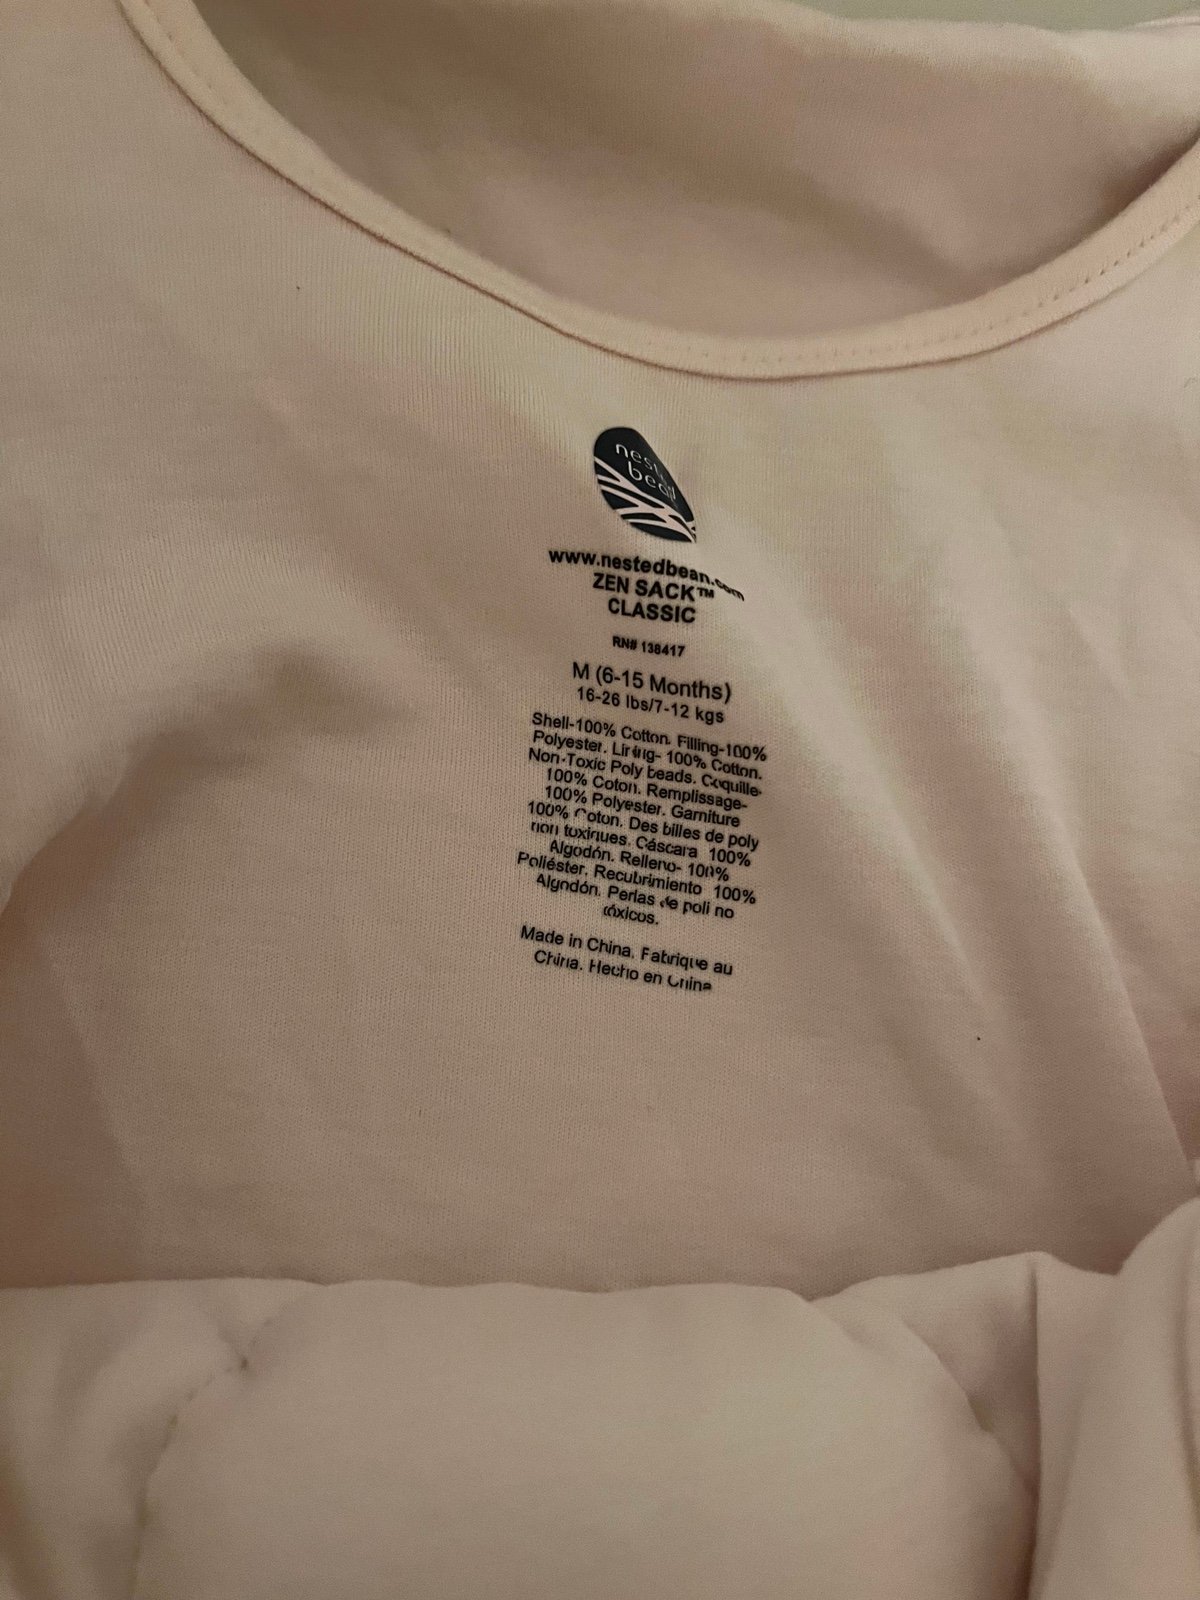 nested
bean
www.nestedbean.com
ZEN SACK™
CLASSIC
RN# 138417
M (6-15 Months)
16-26 lbs/7-12 kgs
Shell-100% Cotton. Filling-100%
Polyester. Lining- 100% Cotton.
Non-Toxic Poly beads. Coquille-
100% Coton. Remplissage-
100% Polyester. Garniture
100% Coton. Des billes de poly
non toxiques. Cáscara 100%
Algodón. Relleno- 100%
Poliéster. Recubrimiento 100%
Algodón. Perlas de poli no
tóxicos.
Made in China. Fabrique au
China. Hecho en China